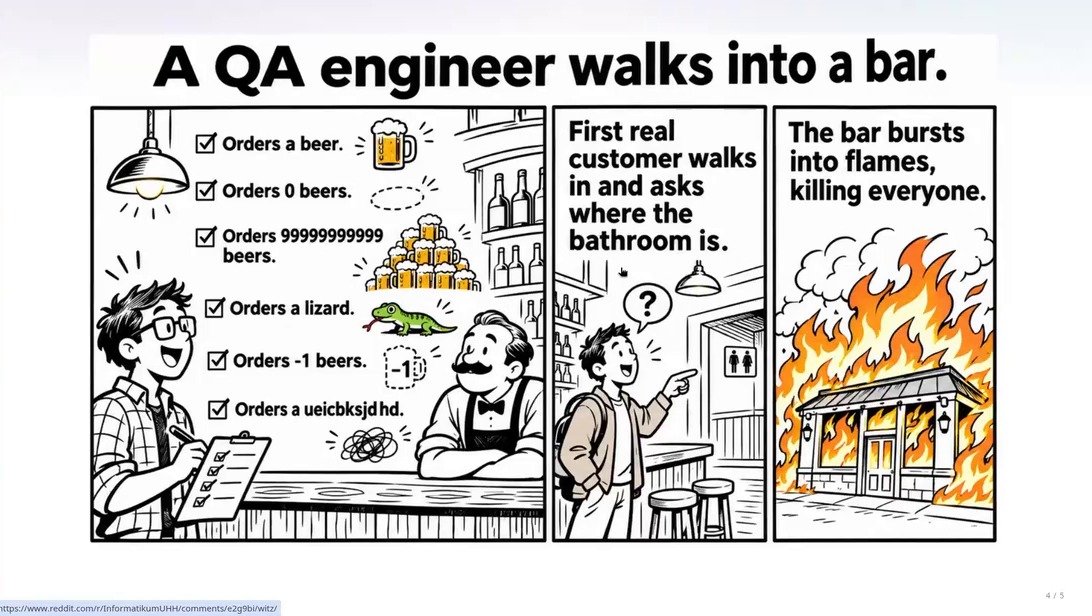 A QA engineer walks into a bar.
Orders a beer.
Orders 0 beers.
Orders 99999999999
beers.
Orders a lizard.
Orders -1 beers.
-1
Orders a ueicbksjdhd.
First real
customer walks
in and asks
where the
bathroom is.
?
The bar bursts
into flames,
killing everyone.
https://www.reddit.com/r/InformatikumUHH/comments/e2g9bi/witz/
4 / 5